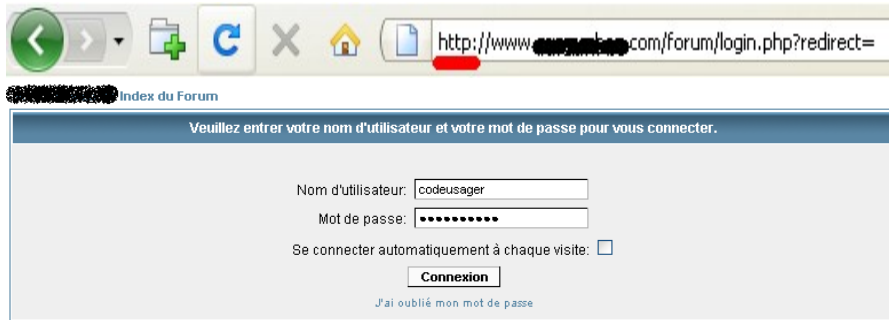 http://www. .com/forum/login.php?redirect=
Index du Forum
Veuillez entrer votre nom d'utilisateur et votre mot de passe pour vous connecter.
Nom d'utilisateur: codeusager
Mot de passe: ••••••••••
Se connecter automatiquement à chaque visite:
Connexion
J'ai oublié mon mot de passe